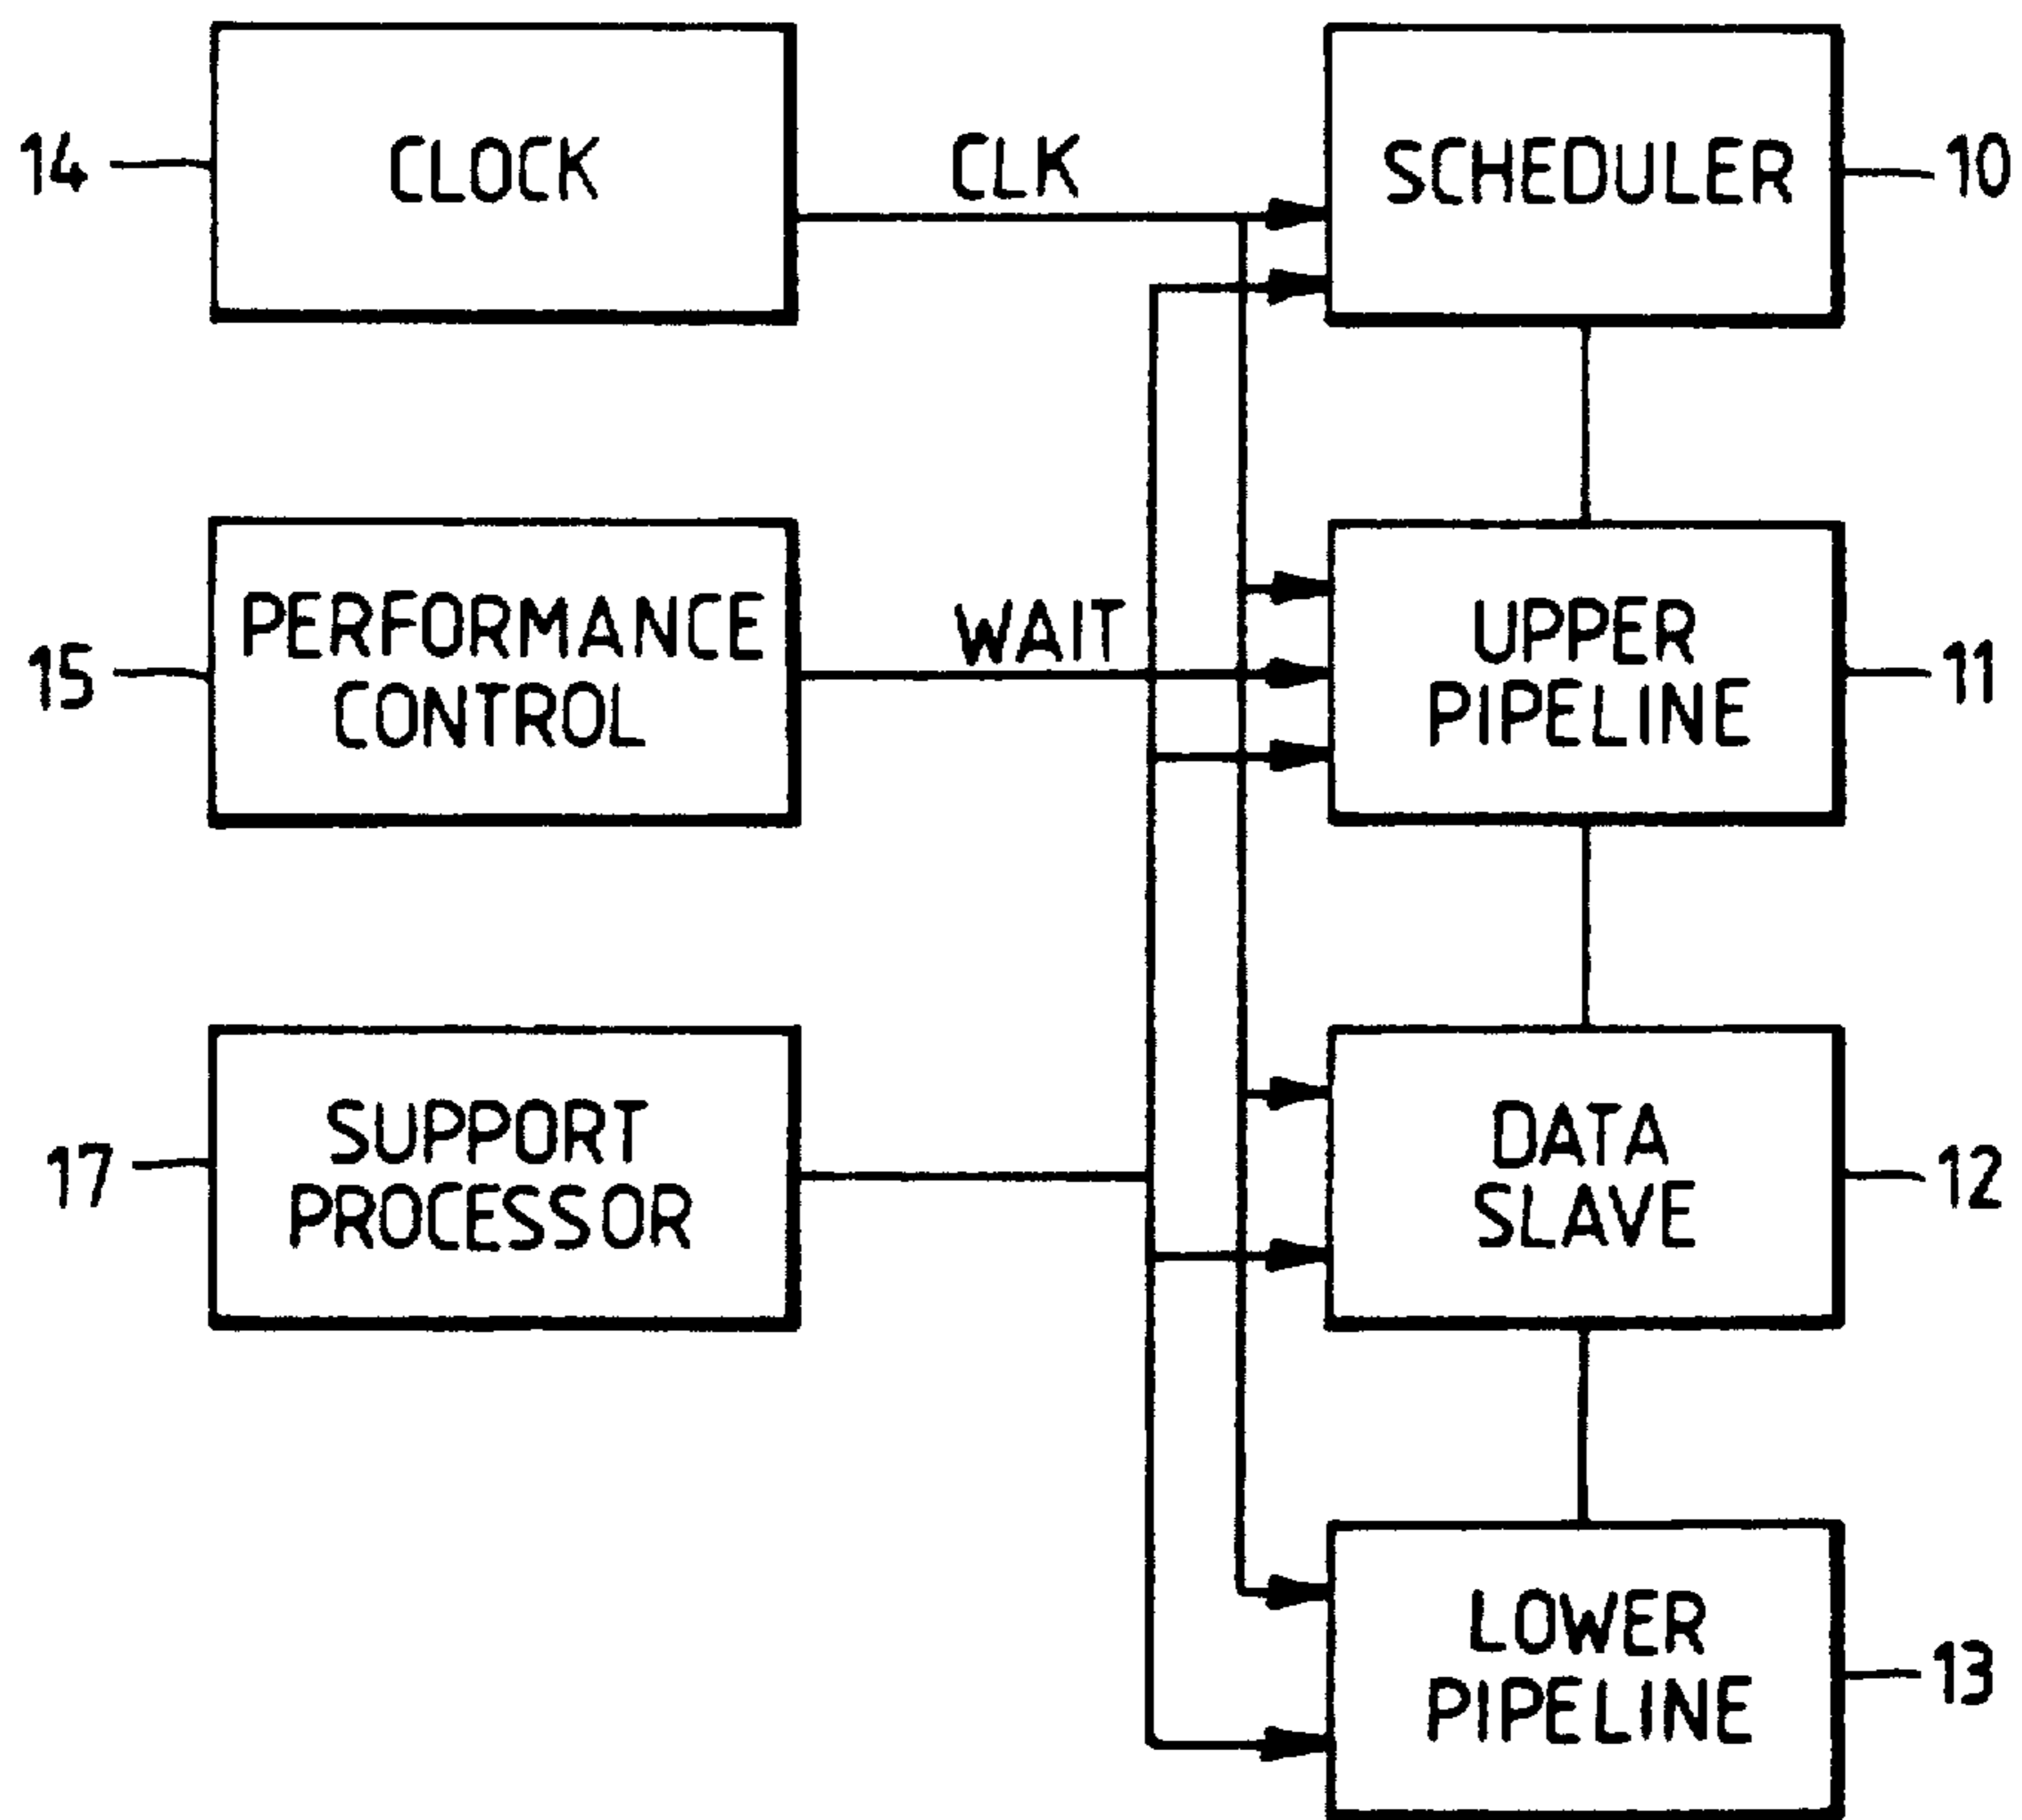 14
CLOCK
CLK
SCHEDULER
10
15
PERFORMANCE
CONTROL
WAIT
UPPER
PIPELINE
11
17
SUPPORT
PROCESSOR
DATA
SLAVE
12
LOWER
PIPELINE
13